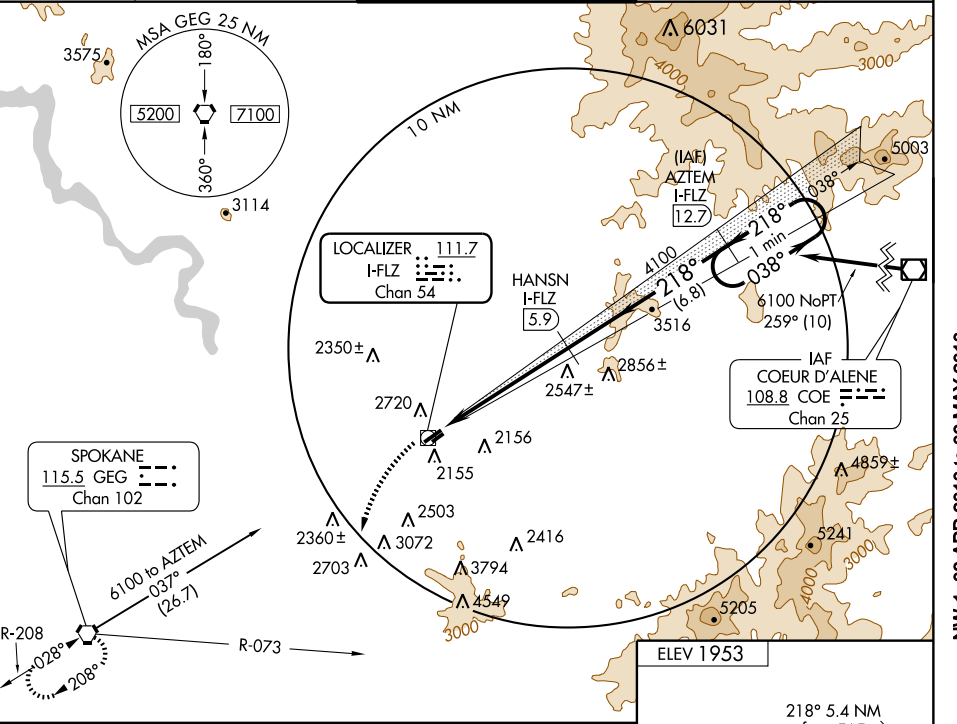 MSA GEG 25 NM
180°
5200
7100
360°
3575
3114
6031
4000
3000
10 NM
5003
(IAF)
AZTEM
I-FLZ
12.7
038°
218°
1 min
038°
4100
218°
(6.8)
LOCALIZER 111.7
I-FLZ
Chan 54
HANSN
I-FLZ
5.9
6100 NoPT
259° (10)
3516
IAF
COEUR D'ALENE
108.8 COE
Chan 25
2350±
2856±
2547±
2720
2156
2155
SPOKANE
115.5 GEG
Chan 102
4859±
2503
2360±
3072
2416
2703
3794
4549
3000
5241
3000
4000
5205
6100 to AZTEM
037°
(26.7)
R-208
028°
208°
R-073
ELEV 1953
218° 5.4 NM